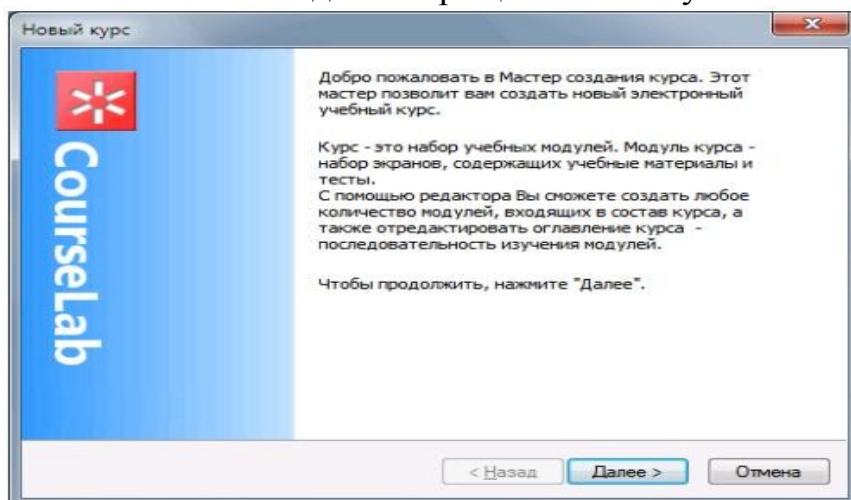 Новый курс
CourseLab
Добро пожаловать в Мастер создания курса. Этот
мастер позволит вам создать новый электронный
учебный курс.
Курс - это набор учебных модулей. Модуль курса -
набор экранов, содержащих учебные материалы и
тесты.
С помощью редактора Вы сможете создать любое
количество модулей, входящих в состав курса, а
также отредактировать оглавление курса -
последовательность изучения модулей.
Чтобы продолжить, нажмите "Далее".
< Назад Далее > Отмена